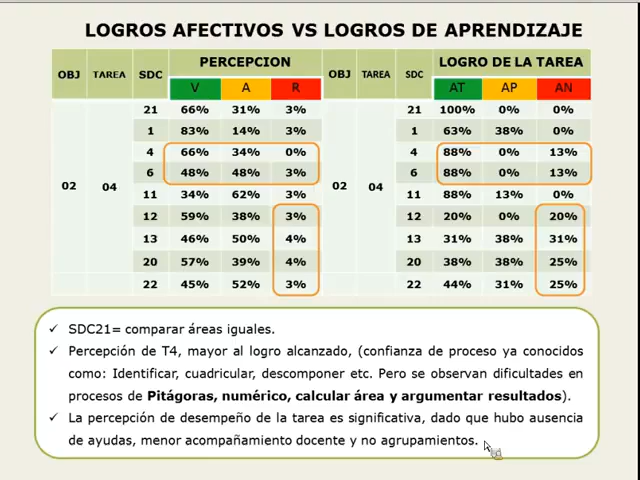 LOGROS AFECTIVOS VS LOGROS DE APRENDIZAJE
OBJ TAREA SDC PERCEPCION OBJ TAREA SDC LOGRO DE LA TAREA
V A R AT AP AN
21 66% 31% 3% 21 100% 0% 0%
1 83% 14% 3% 1 63% 38% 0%
4 66% 34% 0% 4 88% 0% 13%
6 48% 48% 3% 6 88% 0% 13%
02 04 02 04
11 34% 62% 3% 11 88% 13% 0%
12 59% 38% 3% 12 20% 0% 20%
13 46% 50% 4% 13 31% 38% 31%
20 57% 39% 4% 20 38% 38% 25%
22 45% 52% 3% 22 44% 31% 25%
✓ SDC21= comparar áreas iguales.
✓ Percepción de T4, mayor al logro alcanzado, (confianza de proceso ya conocidos
como: Identificar, cuadricular, descomponer etc. Pero se observan dificultades en
procesos de Pitágoras, numérico, calcular área y argumentar resultados).
✓ La percepción de desempeño de la tarea es significativa, dado que hubo ausencia
de ayudas, menor acompañamiento docente y no agrupamientos.